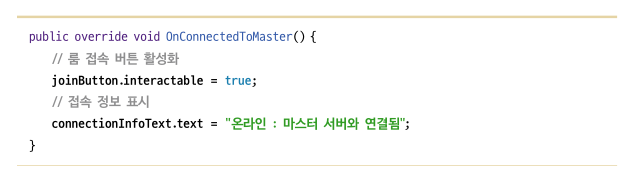 public override void OnConnectedToMaster() {
// 룸 접속 버튼 활성화
joinButton.interactable = true;
// 접속 정보 표시
connectionInfoText.text = "온라인 : 마스터 서버와 연결됨";
}